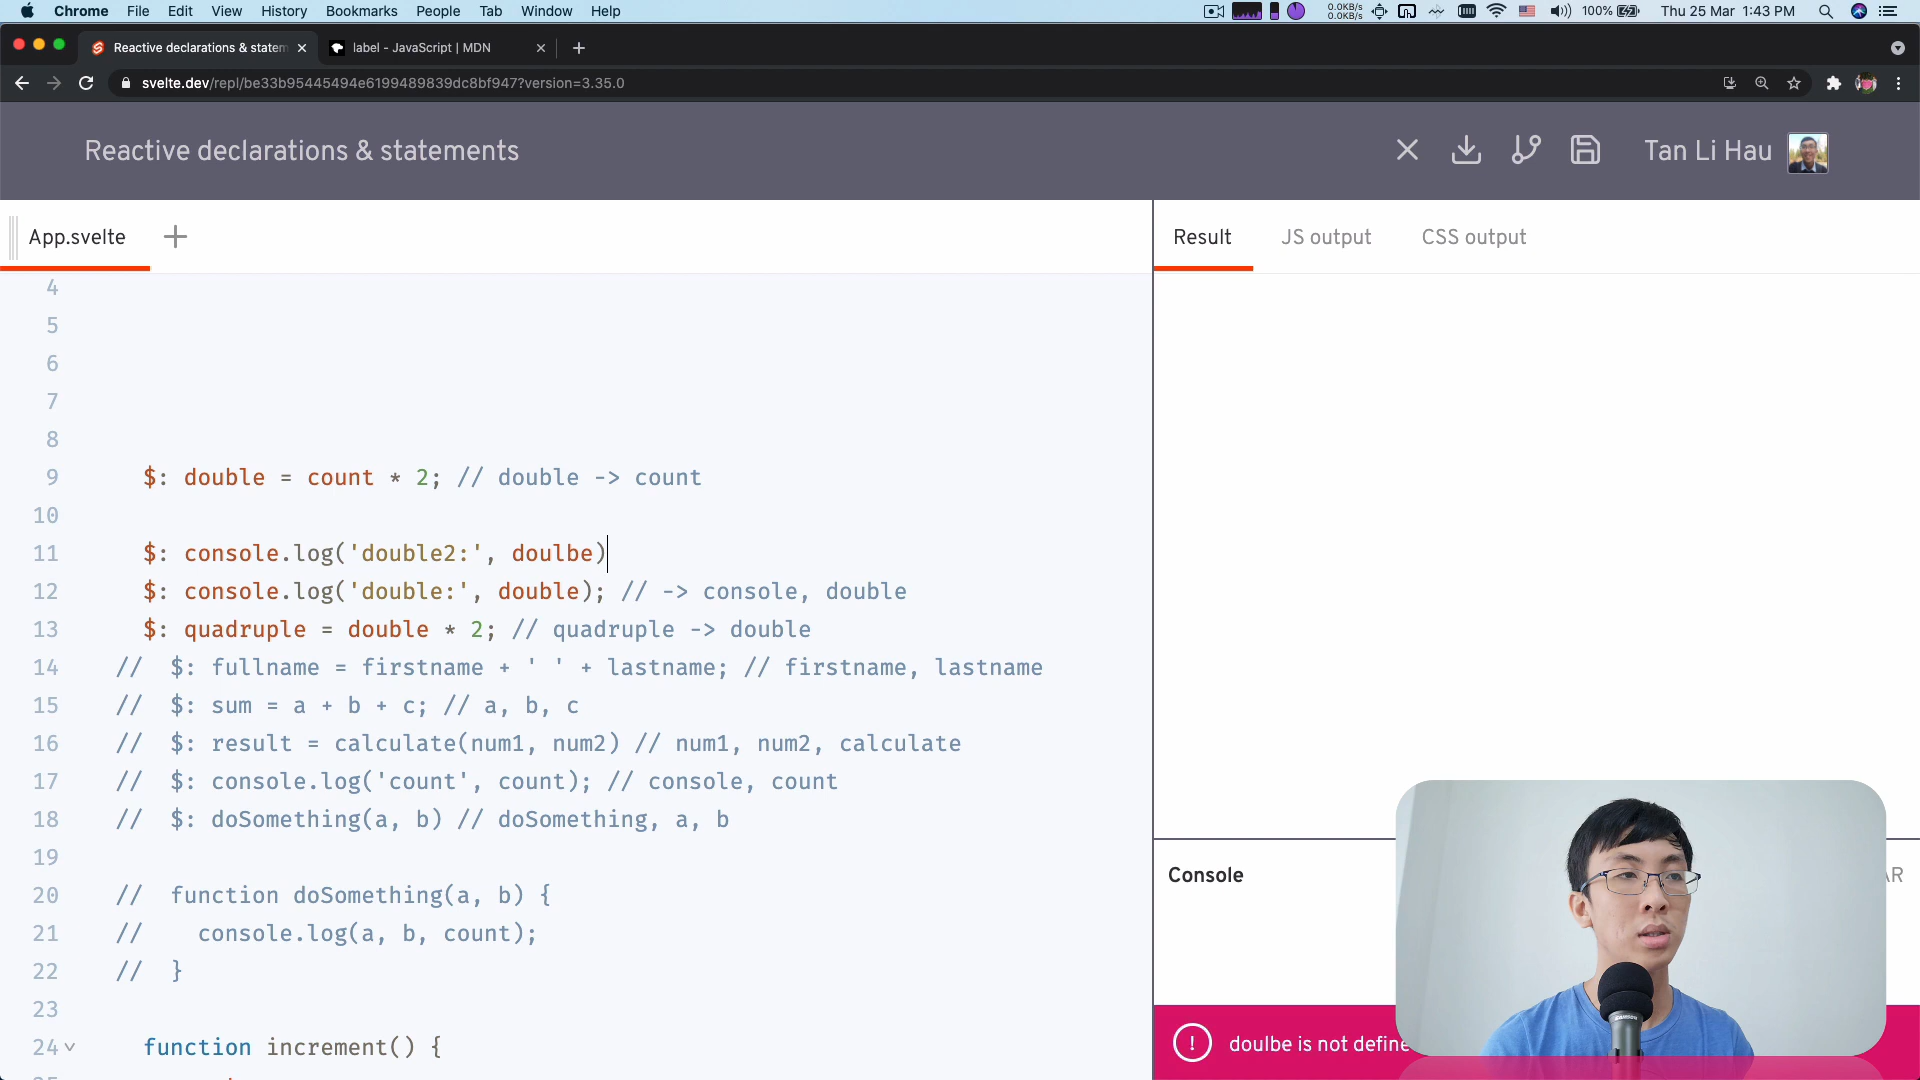 Chrome File Edit View History Bookmarks People Tab Window Help
0.0KB/s
0.0KB/s
100%
Thu 25 Mar 1:43 PM
Reactive declarations & statem
label - JavaScript | MDN
svelte.dev/repl/be33b95445494e6199489839dc8bf947?version=3.35.0
Reactive declarations & statements
Tan Li Hau
App.svelte
Result JS output CSS output
4
5
6
7
8
9 $: double = count * 2; // double -> count
10
11 $: console.log('double2:', doulbe)
12 $: console.log('double:', double); // -> console, double
13 $: quadruple = double * 2; // quadruple -> double
14 // $: fullname = firstname + ' ' + lastname; // firstname, lastname
15 // $: sum = a + b + c; // a, b, c
16 // $: result = calculate(num1, num2) // num1, num2, calculate
17 // $: console.log('count', count); // console, count
18 // $: doSomething(a, b) // doSomething, a, b
19
20 // function doSomething(a, b) {
21 // console.log(a, b, count);
22 // }
23
24 function increment() {
Console
AR
! doulbe is not define